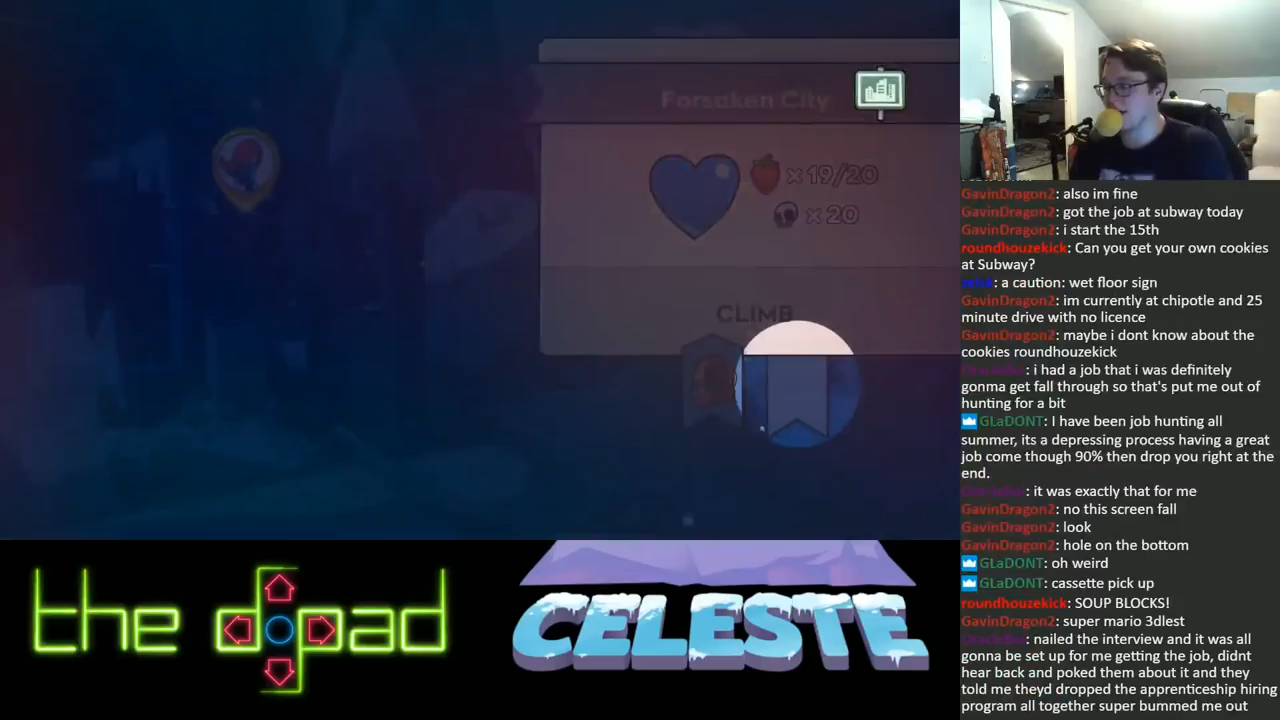 Forsaken City
x 19/20
x 20
CLIMB
GavinDragon2: also im fine
GavinDragon2: got the job at subway today
GavinDragon2: i start the 15th
roundhouzekick: Can you get your own cookies
at Subway?
: a caution: wet floor sign
GavinDragon2: im currently at chipotle and 25
minute drive with no licence
GavinDragon2: maybe i dont know about the
cookies roundhouzekick
: i had a job that i was definitely
gonna get fall through so that's put me out of
hunting for a bit
GLaDONT: I have been job hunting all
summer, its a depressing process having a great
job come though 90% then drop you right at the
end.
: it was exactly that for me
GavinDragon2: no this screen fall
GavinDragon2: look
GavinDragon2: hole on the bottom
GLaDONT: oh weird
GLaDONT: cassette pick up
roundhouzekick: SOUP BLOCKS!
GavinDragon2: super mario 3dlest
: nailed the interview and it was all
gonna be set up for me getting the job, didnt
hear back and poked them about it and they
told me theyd dropped the apprenticeship hiring
program all together super bummed me out
the d-pad
CELESTE